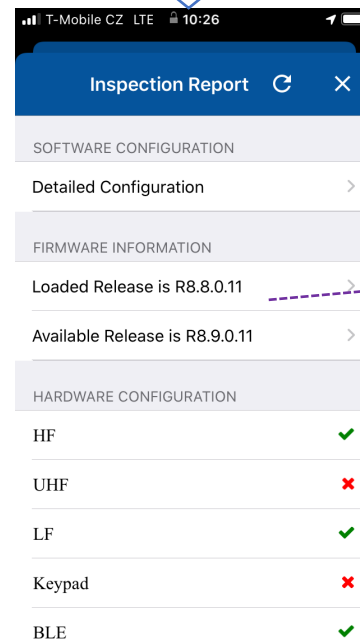 T-Mobile CZ LTE 10:26
Inspection Report
SOFTWARE CONFIGURATION
Detailed Configuration
FIRMWARE INFORMATION
Loaded Release is R8.8.0.11
Available Release is R8.9.0.11
HARDWARE CONFIGURATION
HF
UHF
LF
Keypad
BLE